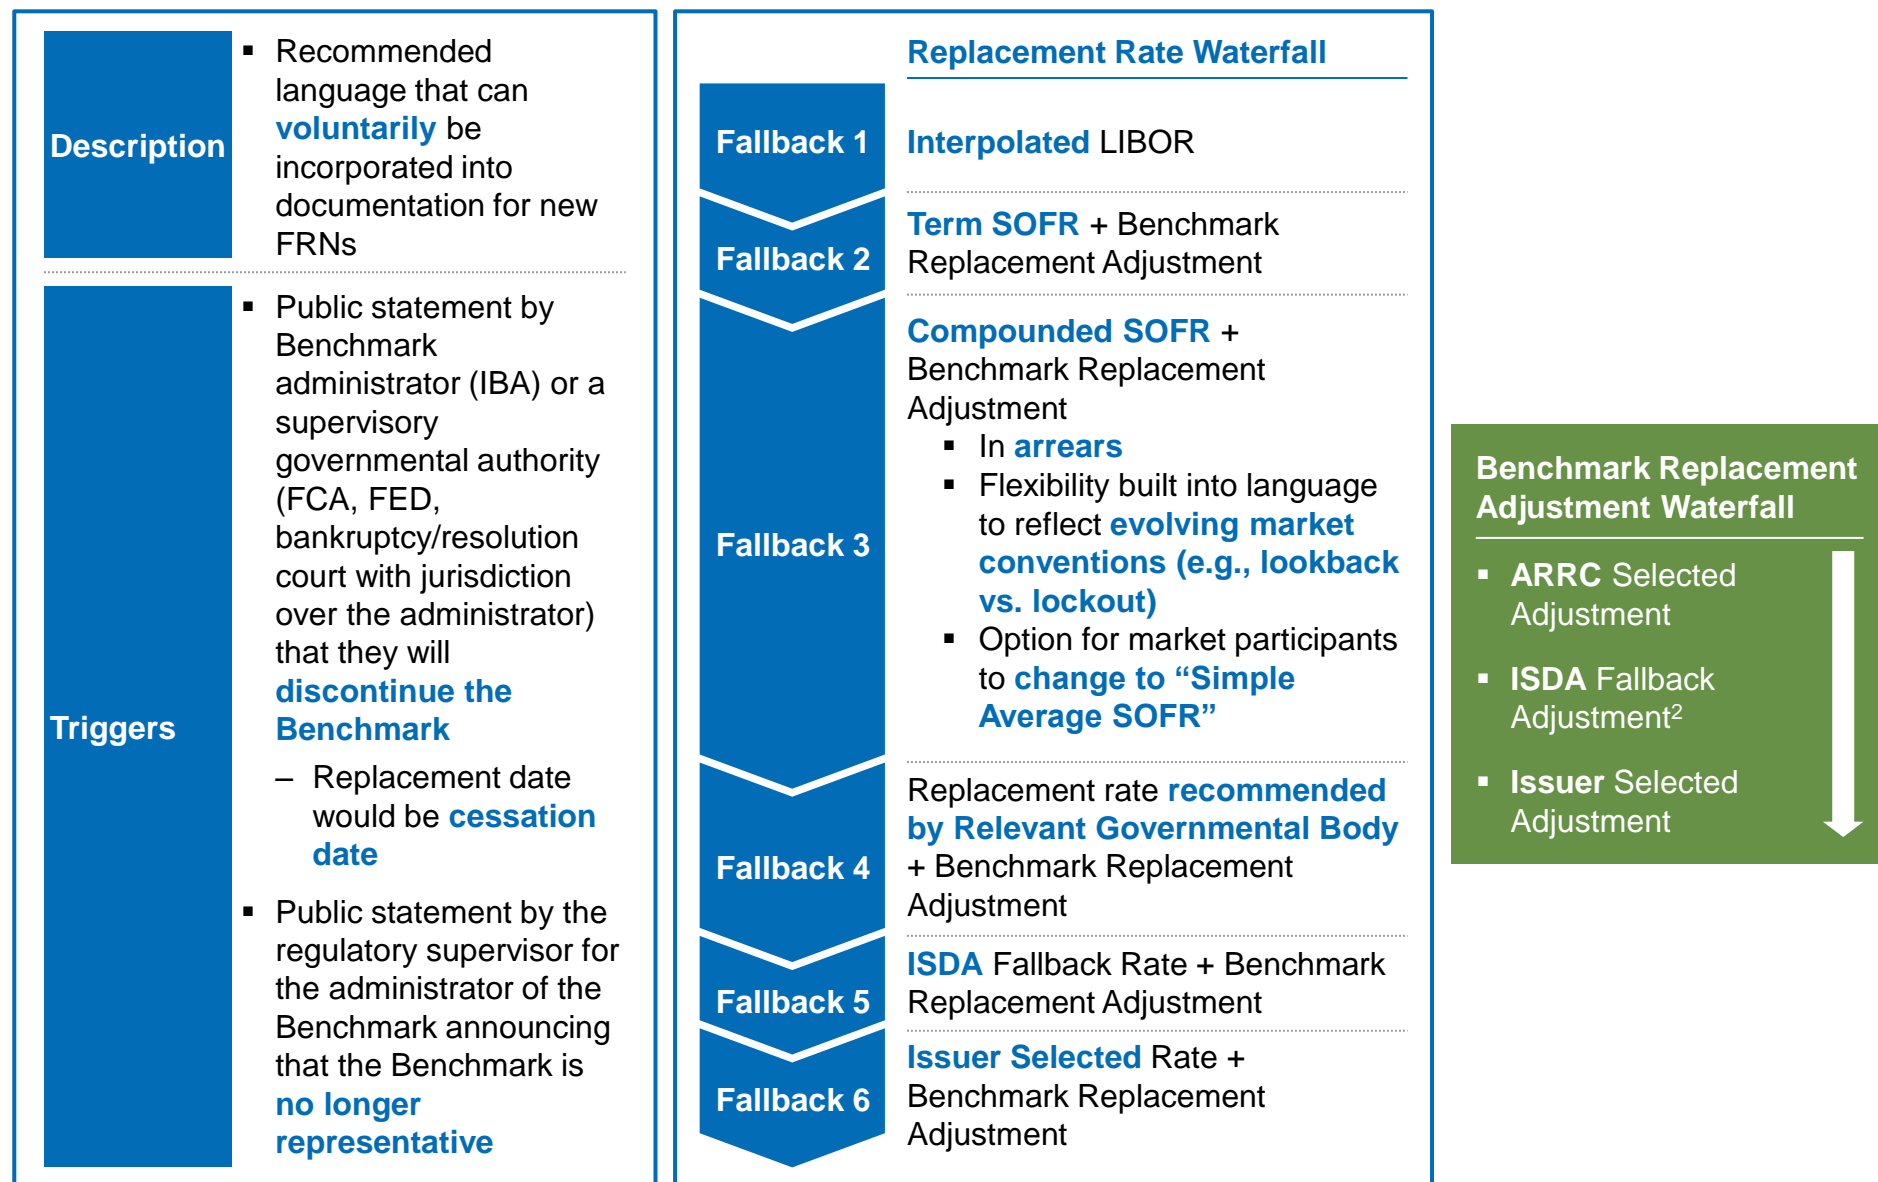 Description
▪ Recommended
language that can
voluntarily be
incorporated into
documentation for new
FRNs
Triggers
▪ Public statement by
Benchmark
administrator (IBA) or a
supervisory
governmental authority
(FCA, FED,
bankruptcy/resolution
court with jurisdiction
over the administrator)
that they will
discontinue the
Benchmark
– Replacement date
would be cessation
date
▪ Public statement by the
regulatory supervisor for
the administrator of the
Benchmark announcing
that the Benchmark is
no longer
representative
Replacement Rate Waterfall
Fallback 1
Interpolated LIBOR
Fallback 2
Term SOFR + Benchmark
Replacement Adjustment
Fallback 3
Compounded SOFR +
Benchmark Replacement
Adjustment
▪ In arrears
▪ Flexibility built into language
to reflect evolving market
conventions (e.g., lookback
vs. lockout)
▪ Option for market participants
to change to “Simple
Average SOFR”
Fallback 4
Replacement rate recommended
by Relevant Governmental Body
+ Benchmark Replacement
Adjustment
Fallback 5
ISDA Fallback Rate + Benchmark
Replacement Adjustment
Fallback 6
Issuer Selected Rate +
Benchmark Replacement
Adjustment
Benchmark Replacement
Adjustment Waterfall
▪ ARRC Selected
Adjustment
▪ ISDA Fallback
Adjustment²
▪ Issuer Selected
Adjustment